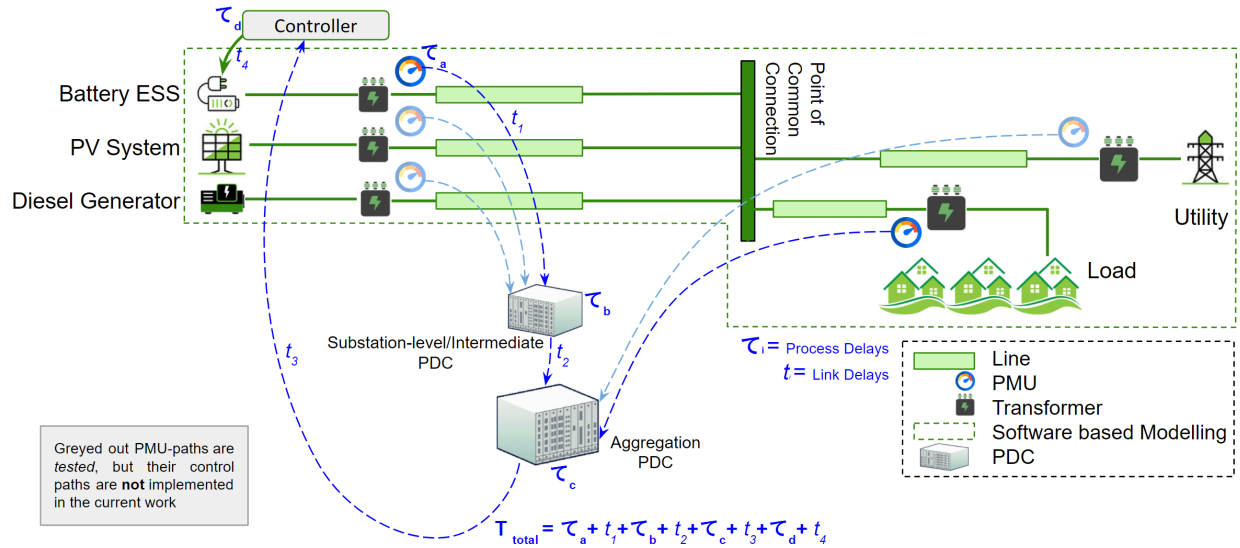 τd
Controller
t4
τa
Battery ESS
t1
Point of
Common
Connection
PV System
Diesel Generator
Utility
Load
τb
Substation-level/Intermediate
PDC
t2
t3
τi = Process Delays
ti = Link Delays
Line
PMU
Transformer
Software based Modelling
PDC
Aggregation
PDC
τc
Greyed out PMU-paths are
tested, but their control
paths are not implemented
in the current work
Ttotal = τa + t1 + τb + t2 + τc + t3 + τd + t4